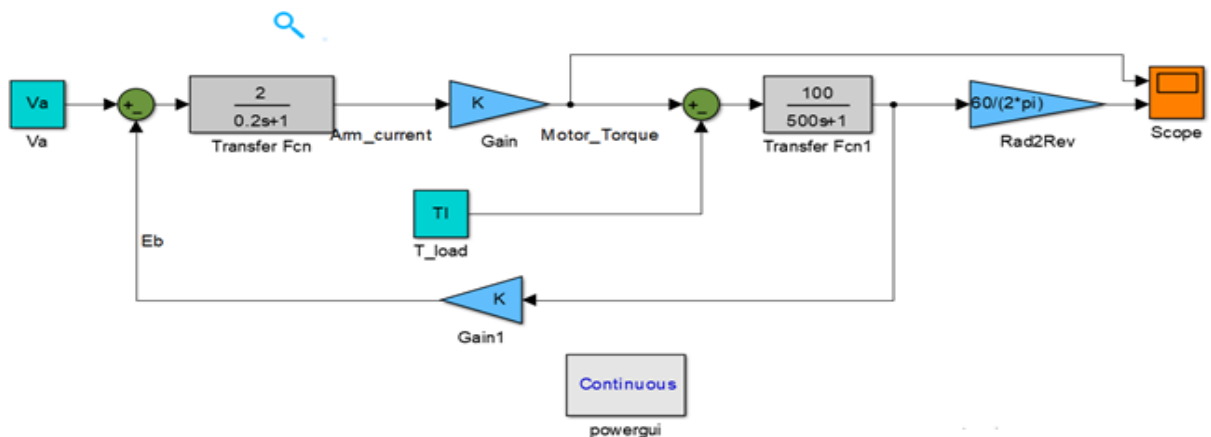 Va
Va
+
−
2
0.2s+1
Transfer Fcn
Arm_current
K
Gain
Motor_Torque
+
−
100
500s+1
Transfer Fcn1
60/(2*pi)
Rad2Rev
Scope
Tl
T_load
Eb
K
Gain1
Continuous
powergui